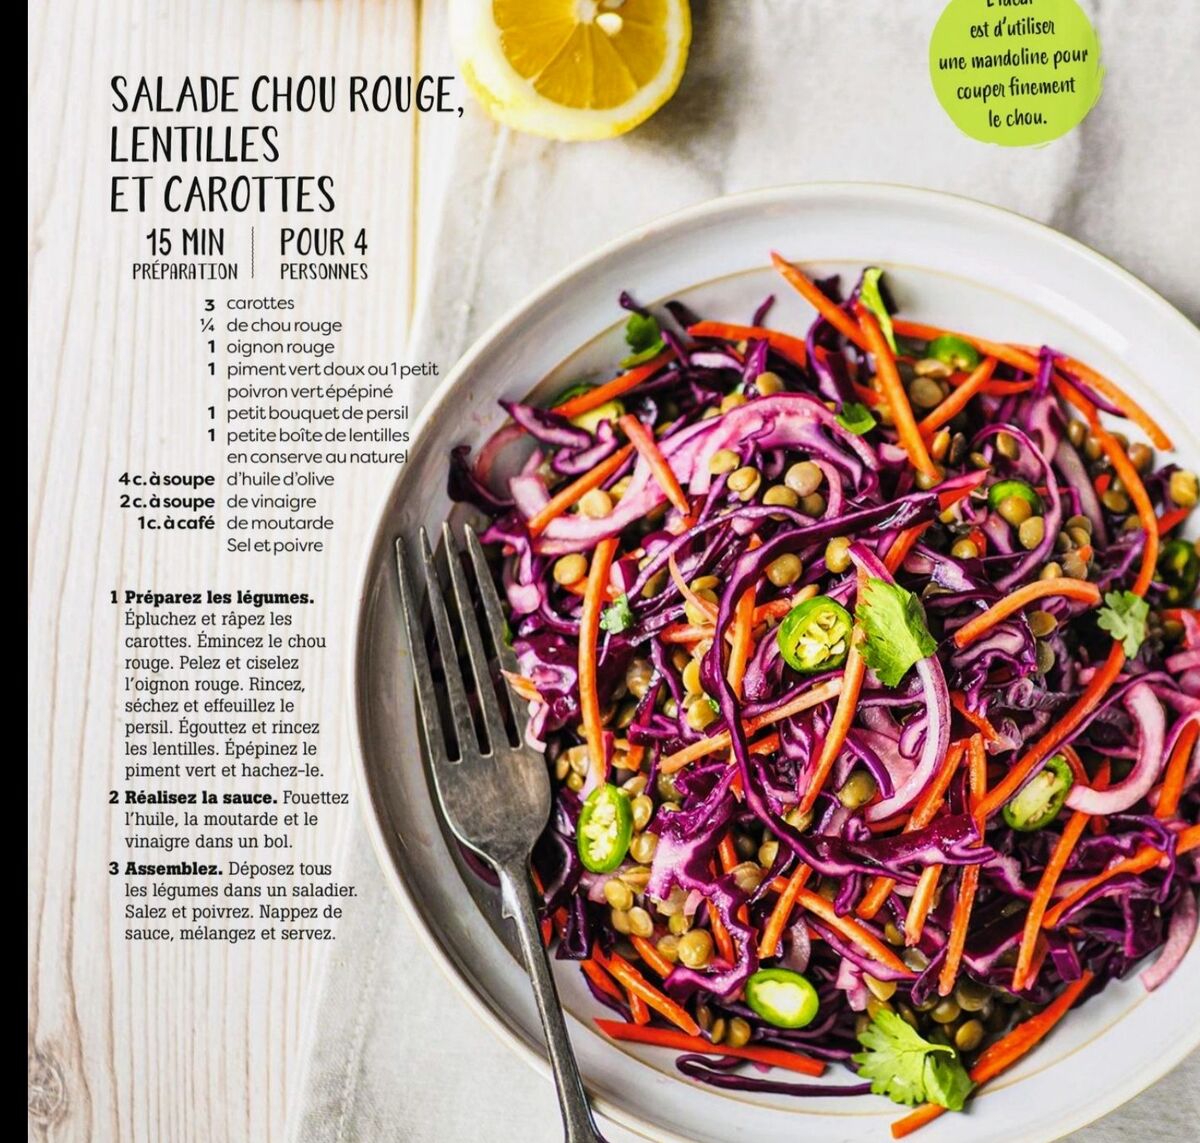 L'idéal
est d'utiliser
une mandoline pour
couper finement
le chou.
SALADE CHOU ROUGE,
LENTILLES
ET CAROTTES
15 MIN
PRÉPARATION
POUR 4
PERSONNES
3 carottes
¼ de chou rouge
1 oignon rouge
1 piment vert doux ou 1 petit
poivron vert épépiné
1 petit bouquet de persil
1 petite boîte de lentilles
en conserve au naturel
4 c. à soupe d'huile d'olive
2 c. à soupe de vinaigre
1 c. à café de moutarde
Sel et poivre
1 Préparez les légumes.
Épluchez et râpez les
carottes. Émincez le chou
rouge. Pelez et ciselez
l'oignon rouge. Rincez,
séchez et effeuillez le
persil. Égouttez et rincez
les lentilles. Épépinez le
piment vert et hachez-le.
2 Réalisez la sauce. Fouettez
l'huile, la moutarde et le
vinaigre dans un bol.
3 Assemblez. Déposez tous
les légumes dans un saladier.
Salez et poivrez. Nappez de
sauce, mélangez et servez.